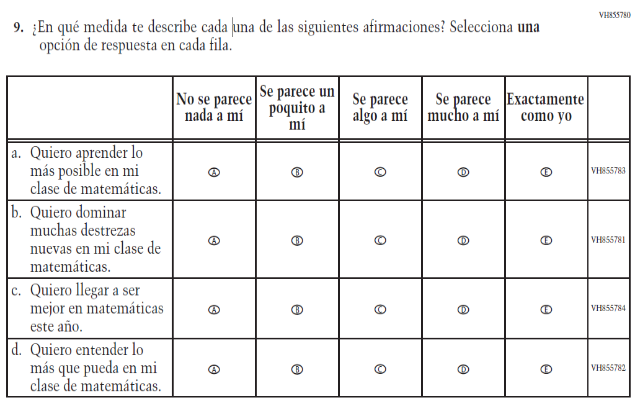 VH855780
9. ¿En qué medida te describe cada una de las siguientes afirmaciones? Selecciona una
opción de respuesta en cada fila.
No se parece
nada a mí
Se parece un
poquito a
mí
Se parece
algo a mí
Se parece
mucho a mí
Exactamente
como yo
a. Quiero aprender lo
más posible en mi
clase de matemáticas.
A B C D E VH855783
b. Quiero dominar
muchas destrezas
nuevas en mi clase de
matemáticas.
A B C D E VH855781
c. Quiero llegar a ser
mejor en matemáticas
este año.
A B C D E VH855784
d. Quiero entender lo
más que pueda en mi
clase de matemáticas.
A B C D E VH855782